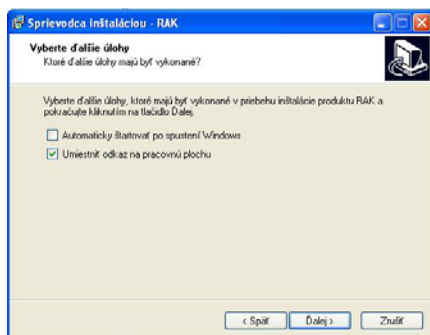 Sprievodca inštaláciou - RAK
Vyberte ďalšie úlohy
Ktoré ďalšie úlohy majú byť vykonané?
Vyberte ďalšie úlohy, ktoré majú byť vykonané v priebehu inštalácie produktu RAK a
pokračujte kliknutím na tlačidlo Ďalej.
Automaticky štartovať po spustení Windows
Umiestniť odkaz na pracovnú plochu
< Späť
Ďalej >
Zrušiť